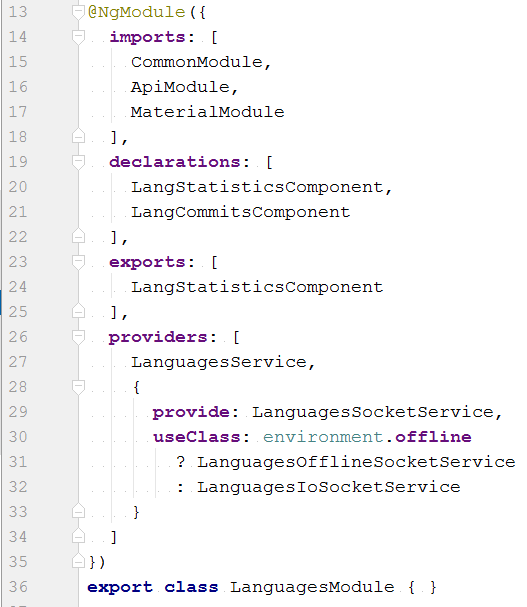 13 @NgModule({
14   imports: [
15     CommonModule,
16     ApiModule,
17     MaterialModule
18   ],
19   declarations: [
20     LangStatisticsComponent,
21     LangCommitsComponent
22   ],
23   exports: [
24     LangStatisticsComponent
25   ],
26   providers: [
27     LanguagesService,
28     {
29       provide: LanguagesSocketService,
30       useClass: environment.offline
31         ? LanguagesOfflineSocketService
32         : LanguagesIoSocketService
33     }
34   ]
35 })
36 export class LanguagesModule { }